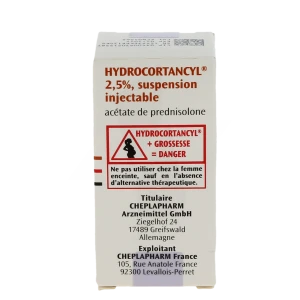 HYDROCORTANCYL®
2,5%, suspension
injectable
acétate de prednisolone
HYDROCORTANCYL®
+ GROSSESSE
= DANGER
Ne pas utiliser chez la femme
enceinte, sauf en l'absence
d'alternative thérapeutique.
Titulaire
CHEPLAPHARM
Arzneimittel GmbH
Ziegelhof 24
17489 Greifswald
Allemagne
Exploitant
CHEPLAPHARM France
105, Rue Anatole France
92300 Levallois-Perret